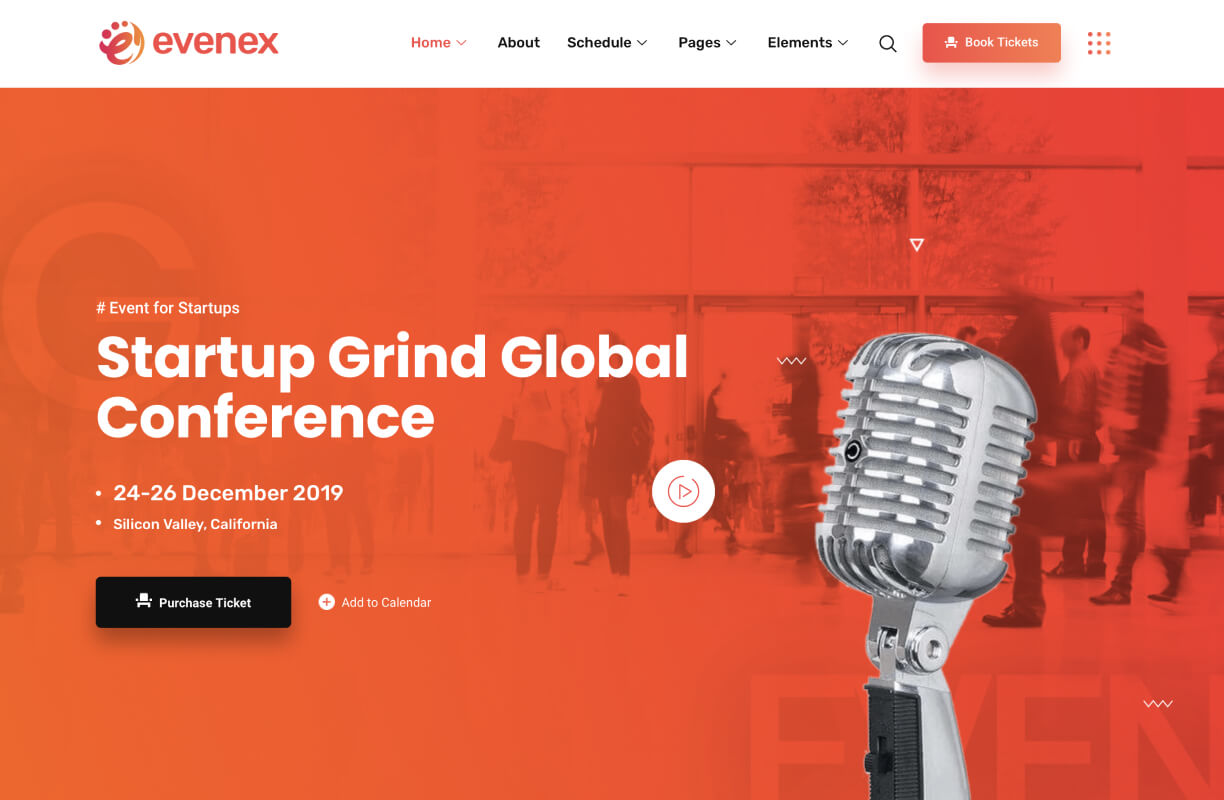 evenex
Home
About
Schedule
Pages
Elements
Book Tickets
# Event for Startups
Startup Grind Global
Conference
24-26 December 2019
Silicon Valley, California
Purchase Ticket
Add to Calendar
G
EVEN